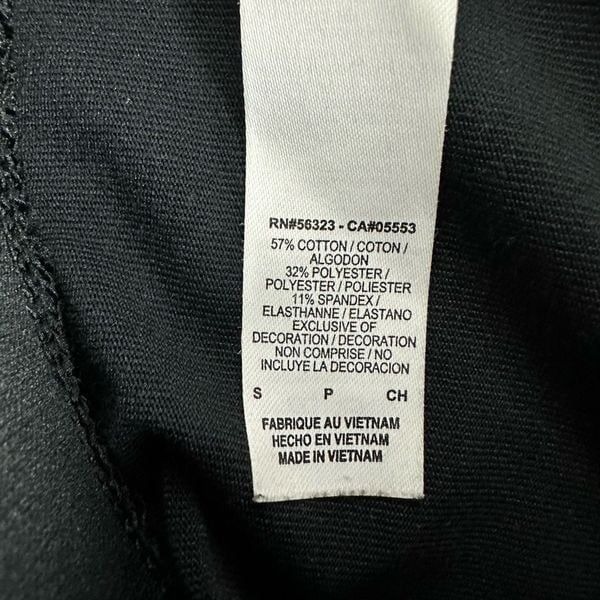 RN#56323 - CA#05553
57% COTTON / COTON /
ALGODON
32% POLYESTER /
POLYESTER / POLIESTER
11% SPANDEX /
ELASTHANNE / ELASTANO
EXCLUSIVE OF
DECORATION / DECORATION
NON COMPRISE / NO
INCLUYE LA DECORACION
S P CH
FABRIQUE AU VIETNAM
HECHO EN VIETNAM
MADE IN VIETNAM